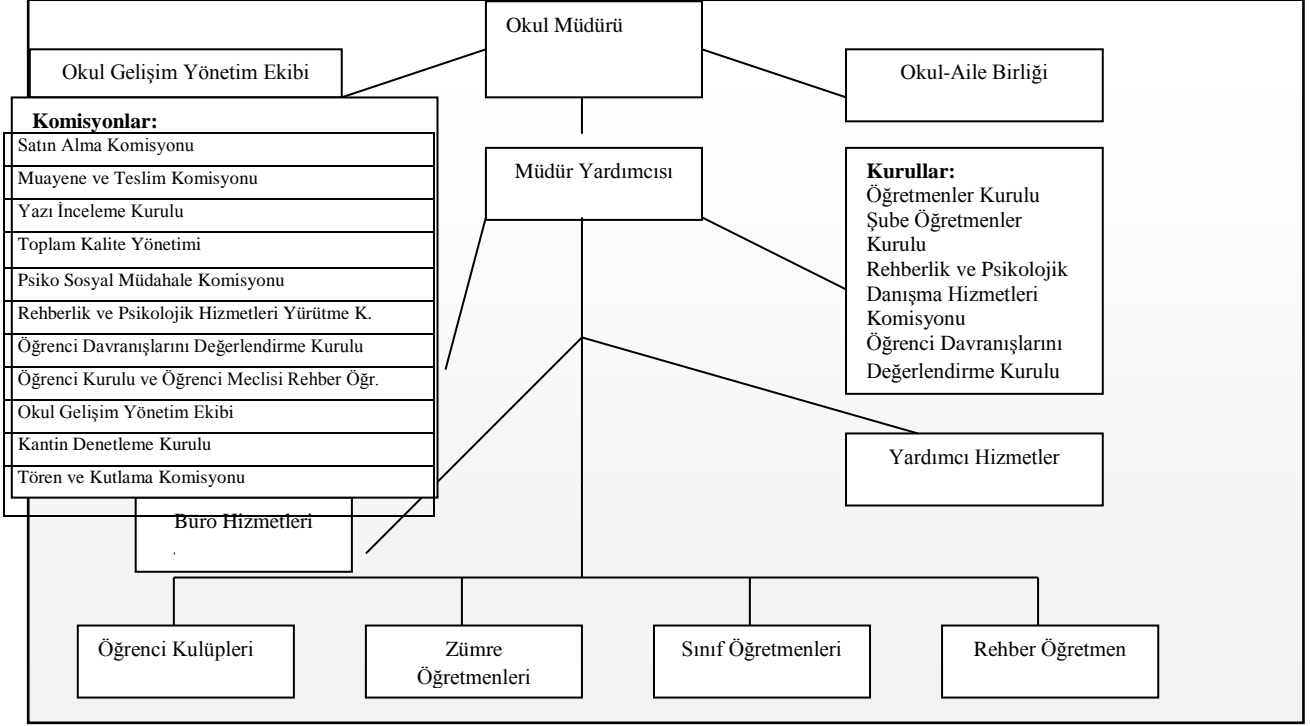 Okul Müdürü
Okul Gelişim Yönetim Ekibi
Okul-Aile Birliği
Komisyonlar:
Satın Alma Komisyonu
Muayene ve Teslim Komisyonu
Yazı İnceleme Kurulu
Toplam Kalite Yönetimi
Psiko Sosyal Müdahale Komisyonu
Rehberlik ve Psikolojik Hizmetleri Yürütme K.
Öğrenci Davranışlarını Değerlendirme Kurulu
Öğrenci Kurulu ve Öğrenci Meclisi Rehber Öğr.
Okul Gelişim Yönetim Ekibi
Kantin Denetleme Kurulu
Tören ve Kutlama Komisyonu
Müdür Yardımcısı
Kurullar:
Öğretmenler Kurulu
Şube Öğretmenler
Kurulu
Rehberlik ve Psikolojik
Danışma Hizmetleri
Komisyonu
Öğrenci Davranışlarını
Değerlendirme Kurulu
Yardımcı Hizmetler
Büro Hizmetleri
Öğrenci Kulüpleri
Zümre
Öğretmenleri
Sınıf Öğretmenleri
Rehber Öğretmen